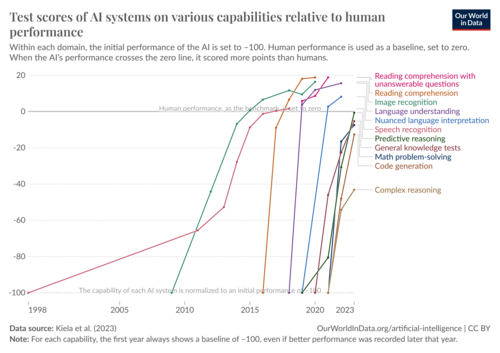 Test scores of AI systems on various capabilities relative to human
performance
Our World
in Data
Within each domain, the initial performance of the AI is set to –100. Human performance is used as a baseline, set to zero.
When the AI's performance crosses the zero line, it scored more points than humans.
20
0
-20
-40
-60
-80
-100
Human performance, as the benchmark, is set to zero.
The capability of each AI system is normalized to an initial performance of -100.
Reading comprehension with
unanswerable questions
Reading comprehension
Image recognition
Language understanding
Nuanced language interpretation
Speech recognition
Predictive reasoning
General knowledge tests
Math problem-solving
Code generation
Complex reasoning
1998
2005
2010
2015
2020
2023
Data source: Kiela et al. (2023)
OurWorldInData.org/artificial-intelligence | CC BY
Note: For each capability, the first year always shows a baseline of –100, even if better performance was recorded later that year.